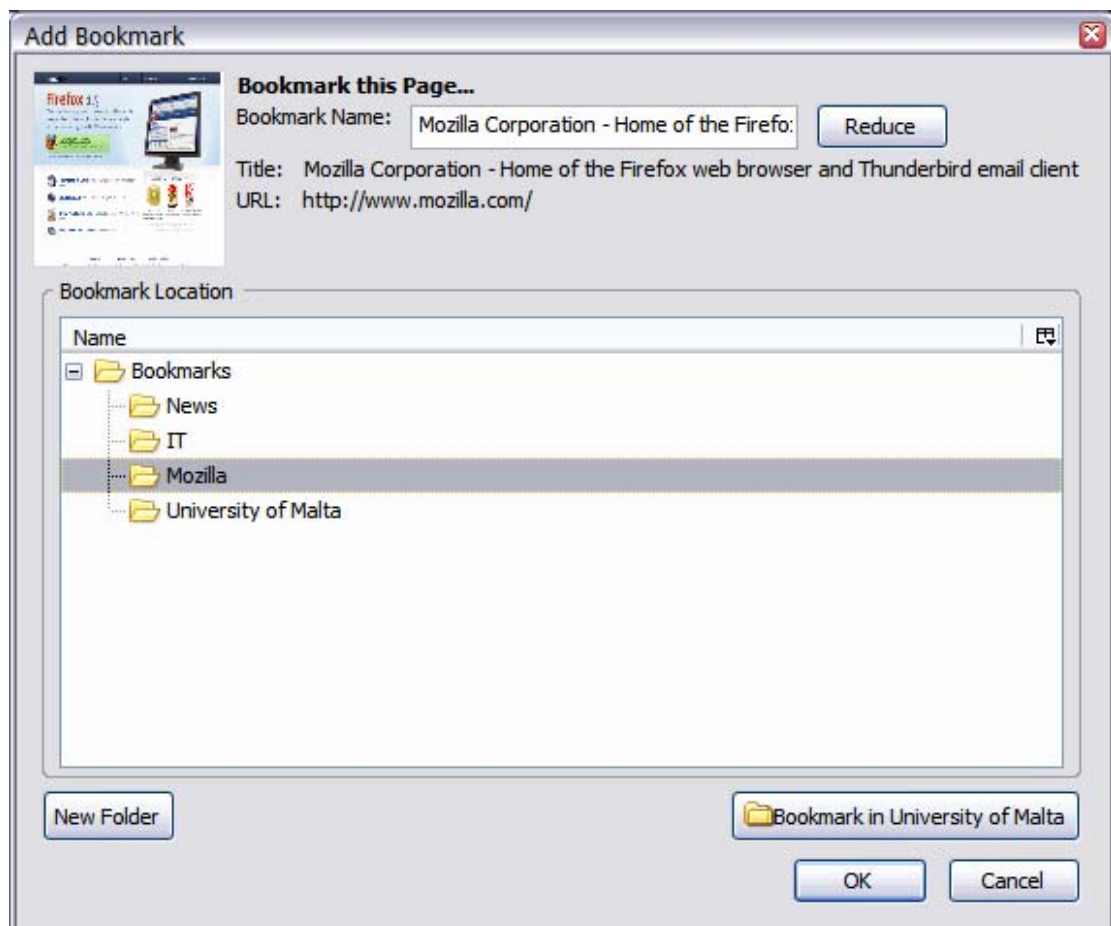 Add Bookmark
Firefox 1.5
Bookmark this Page...
Bookmark Name: Mozilla Corporation - Home of the Firefo: Reduce
Title: Mozilla Corporation - Home of the Firefox web browser and Thunderbird email client
URL: http://www.mozilla.com/
Bookmark Location
Name
Bookmarks
News
IT
Mozilla
University of Malta
New Folder
Bookmark in University of Malta
OK
Cancel